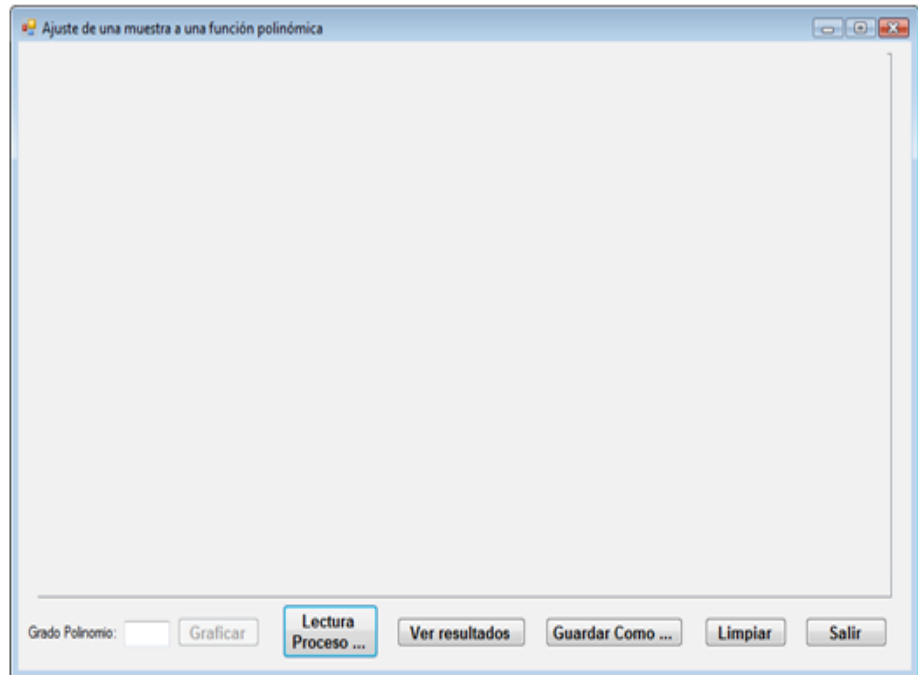 Ajuste de una muestra a una función polinómica
Grado Polinomio:
Graficar
Lectura
Proceso ...
Ver resultados
Guardar Como ...
Limpiar
Salir